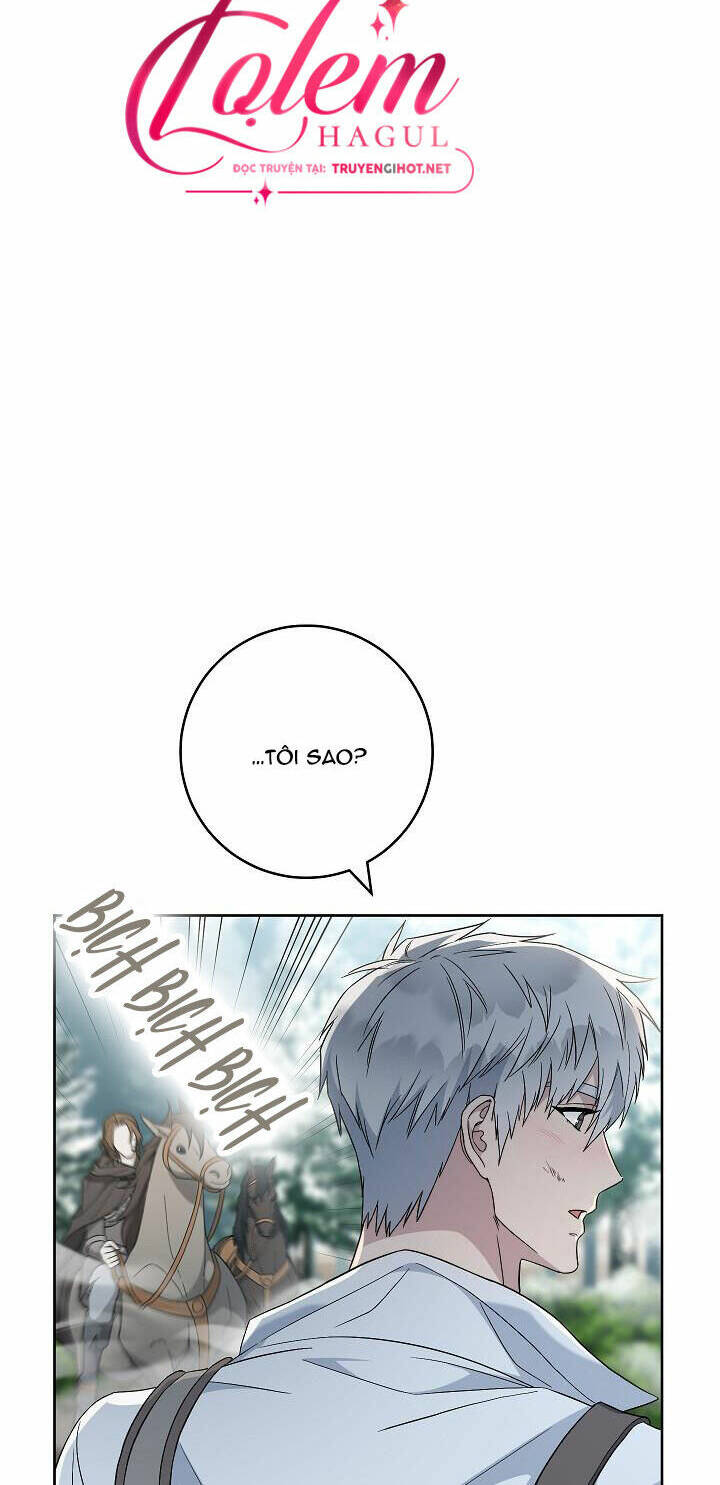 Lọlem
HAGUL
ĐỌC TRUYỆN TẠI: TRUYENGIHOT.NET
...TÔI SAO?
BỊCH BỊCH BỊCH